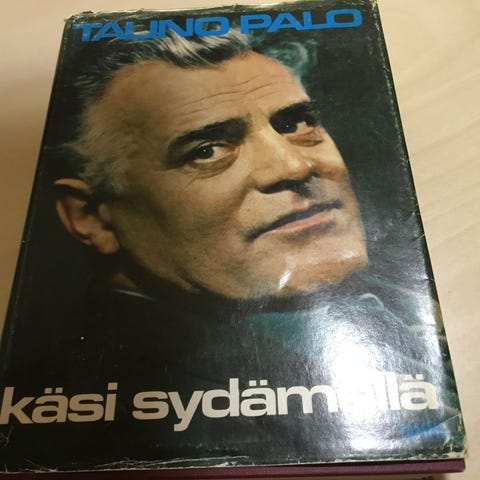 TAUNO PALO
käsi sydämellä